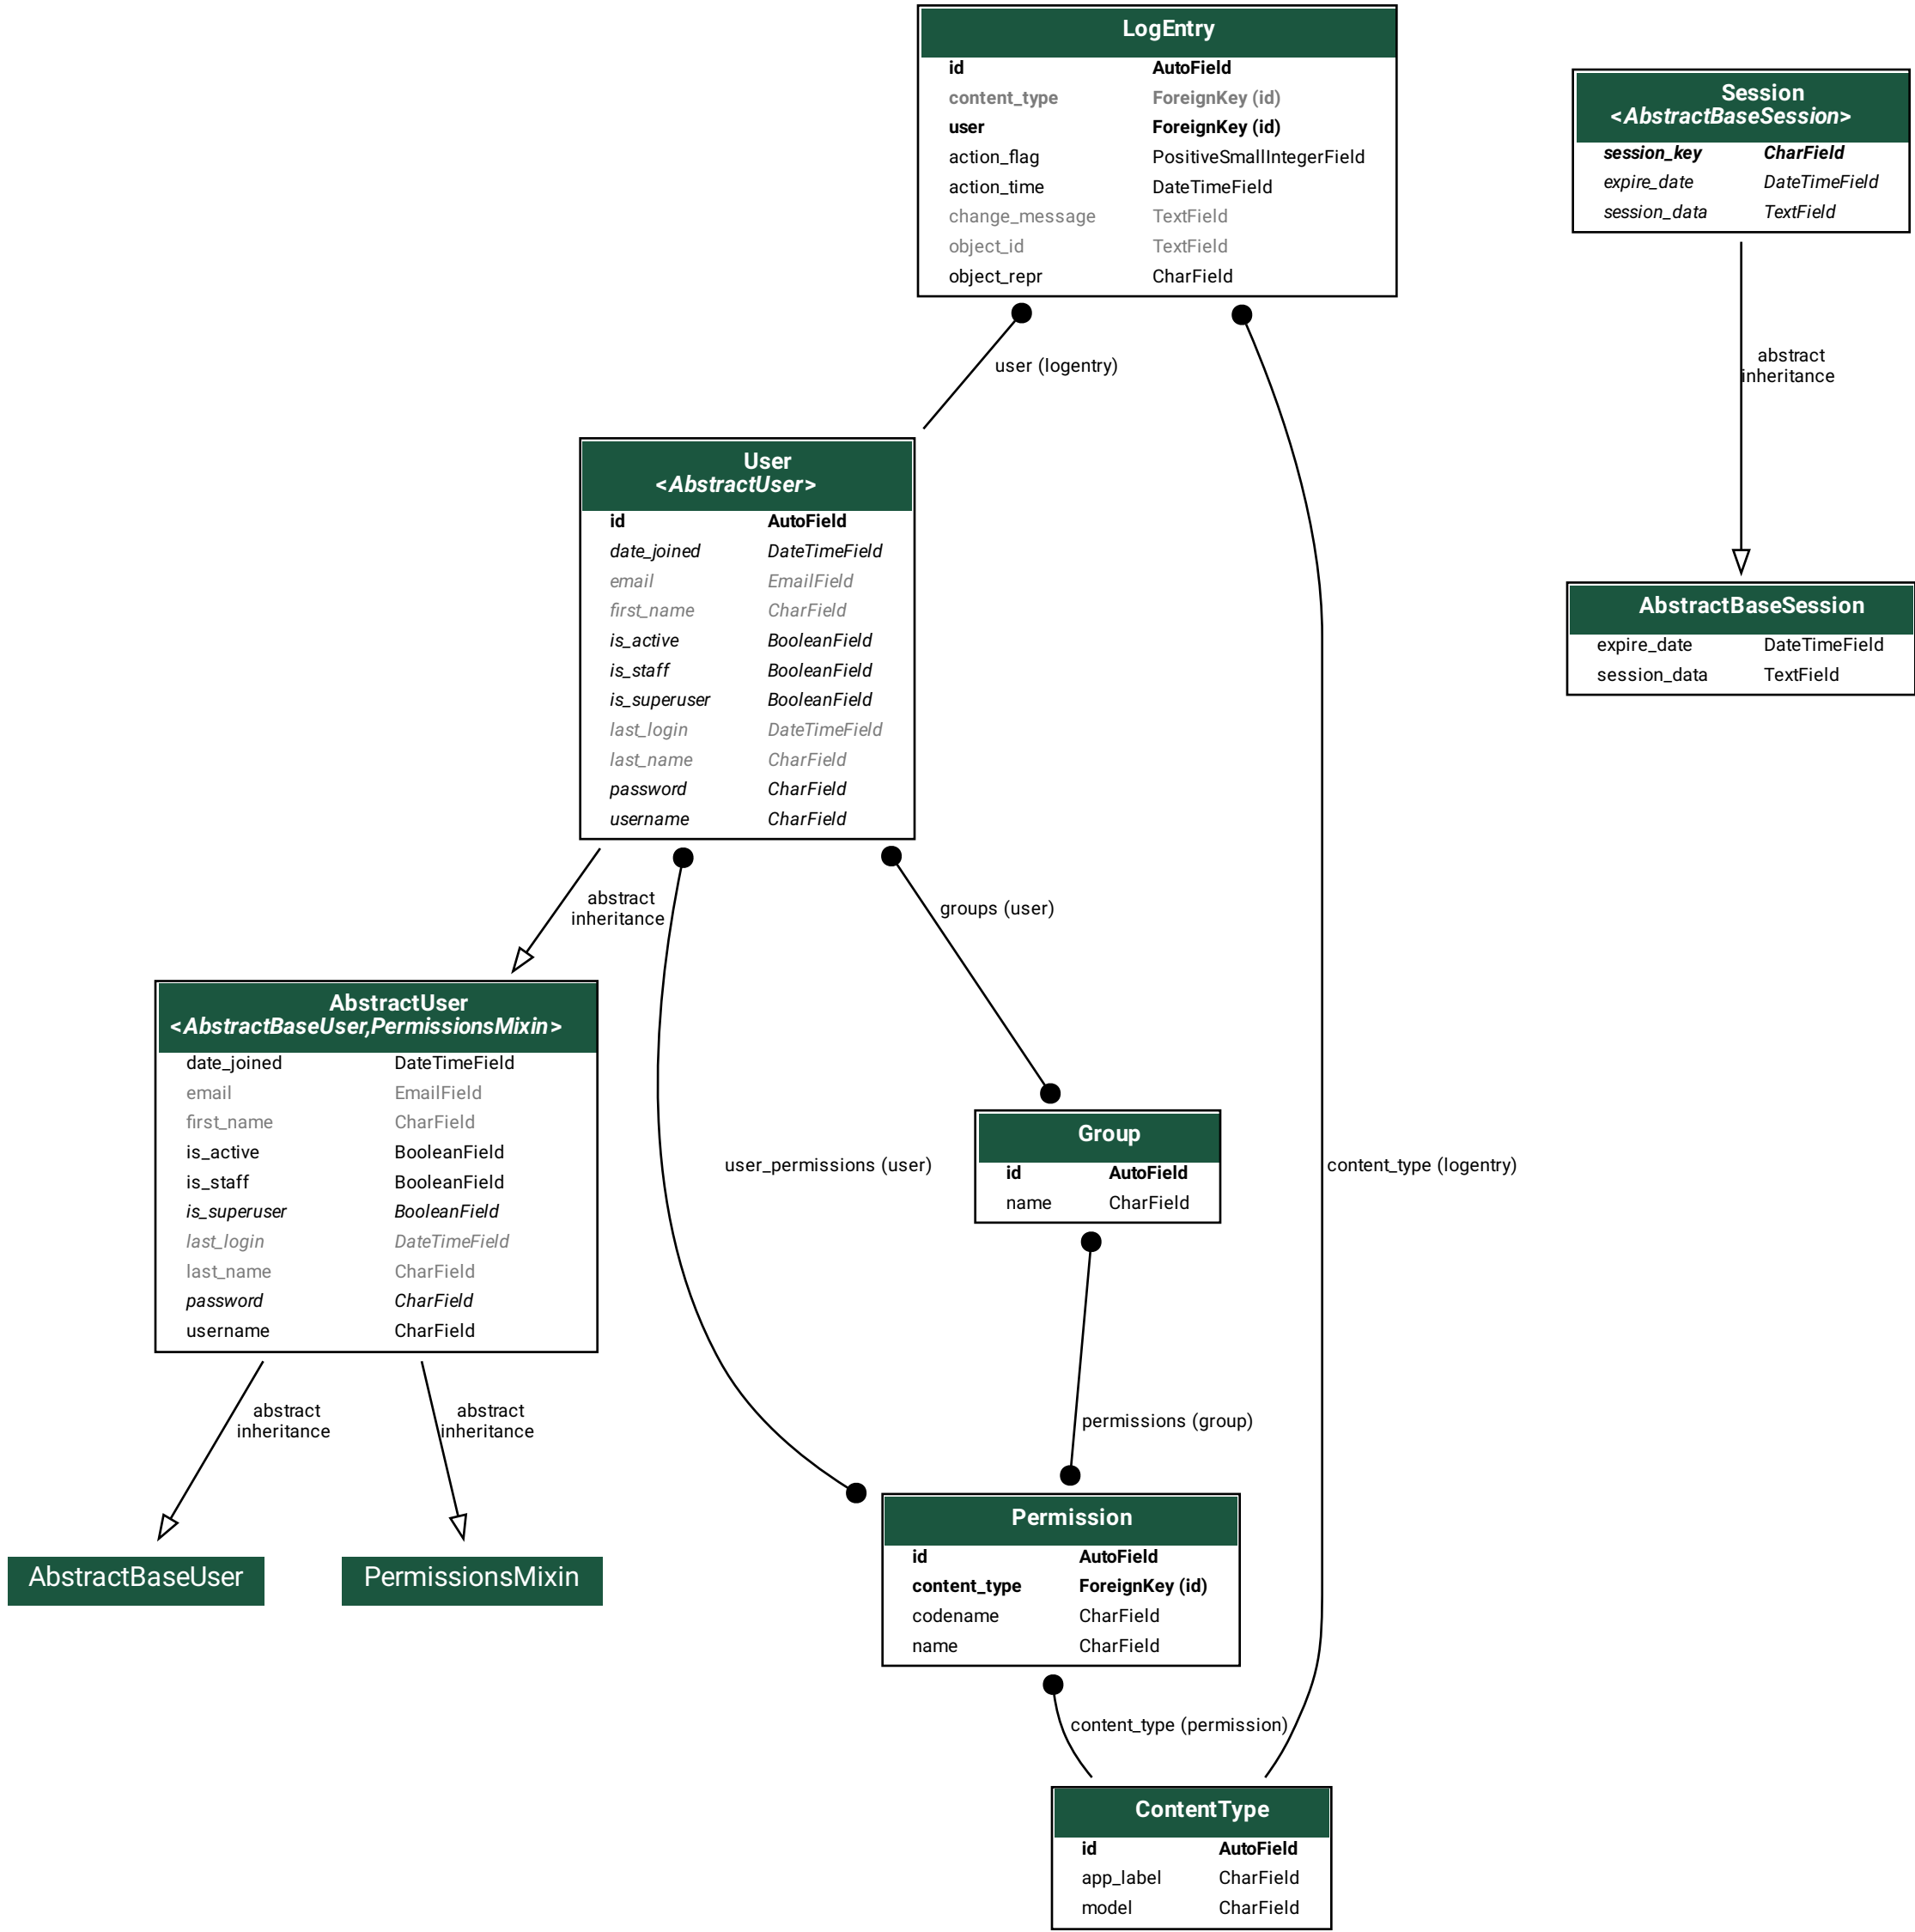 LogEntry
id AutoField
content_type ForeignKey (id)
user ForeignKey (id)
action_flag PositiveSmallIntegerField
action_time DateTimeField
change_message TextField
object_id TextField
object_repr CharField
Session
<AbstractBaseSession>
session_key CharField
expire_date DateTimeField
session_data TextField
user (logentry)
abstract
inheritance
User
<AbstractUser>
id AutoField
date_joined DateTimeField
email EmailField
first_name CharField
is_active BooleanField
is_staff BooleanField
is_superuser BooleanField
last_login DateTimeField
last_name CharField
password CharField
username CharField
AbstractBaseSession
expire_date DateTimeField
session_data TextField
abstract
inheritance
groups (user)
AbstractUser
<AbstractBaseUser,PermissionsMixin>
date_joined DateTimeField
email EmailField
first_name CharField
is_active BooleanField
is_staff BooleanField
is_superuser BooleanField
last_login DateTimeField
last_name CharField
password CharField
username CharField
user_permissions (user)
Group
id AutoField
name CharField
content_type (logentry)
abstract
inheritance
abstract
inheritance
permissions (group)
AbstractBaseUser
PermissionsMixin
Permission
id AutoField
content_type ForeignKey (id)
codename CharField
name CharField
content_type (permission)
ContentType
id AutoField
app_label CharField
model CharField